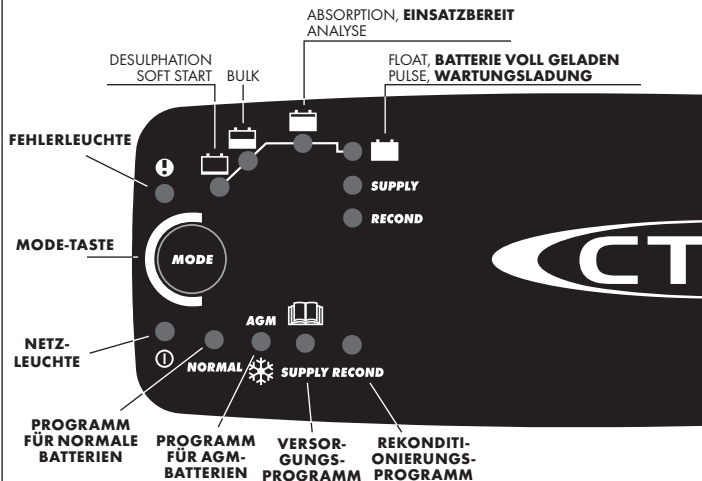 ABSORPTION, EINSATZBEREIT
ANALYSE
DESULPHATION
SOFT START
BULK
FLOAT, BATTERIE VOLL GELADEN
PULSE, WARTUNGSLADUNG
FEHLERLEUCHTE
SUPPLY
RECOND
MODE-TASTE
MODE
CT
NETZ-
LEUCHTE
AGM
NORMAL
SUPPLY RECOND
PROGRAMM
FÜR NORMALE
BATTERIEN
PROGRAMM
FÜR AGM-
BATTERIEN
VERSOR-
GUNGS-
PROGRAMM
REKONDITI-
ONIERUNGS-
PROGRAMM